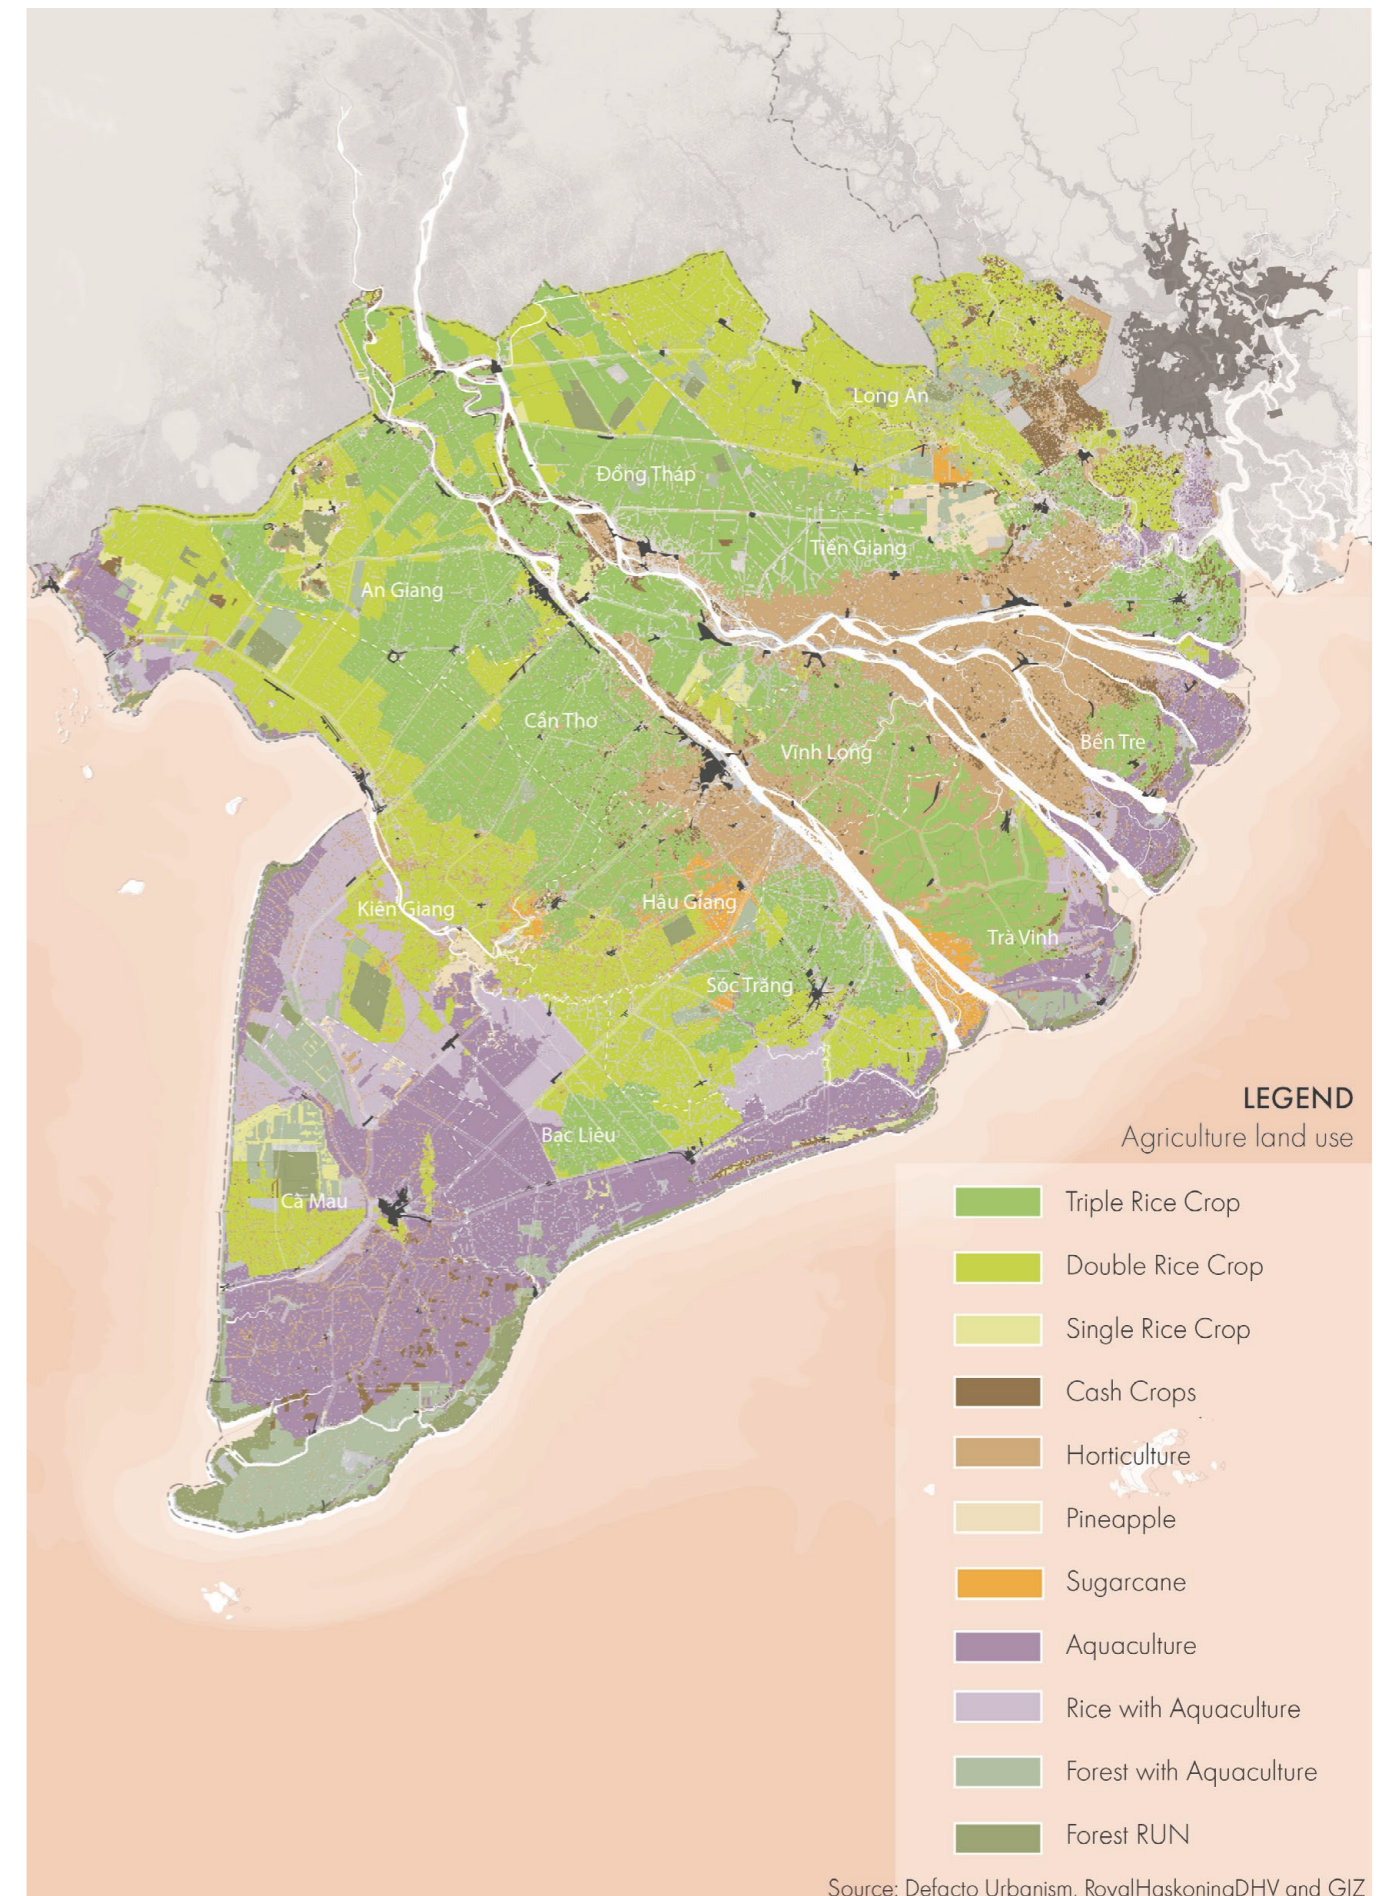 Long An
Đồng Tháp
Tiền Giang
An Giang
Cần Thơ
Vĩnh Long
Bến Tre
Kiên Giang
Hậu Giang
Trà Vinh
Sóc Trăng
Bạc Liêu
Cà Mau
LEGEND
Agriculture land use
Triple Rice Crop
Double Rice Crop
Single Rice Crop
Cash Crops
Horticulture
Pineapple
Sugarcane
Aquaculture
Rice with Aquaculture
Forest with Aquaculture
Forest RUN
Source: Defacto Urbanism, RoyalHaskoningDHV and GIZ